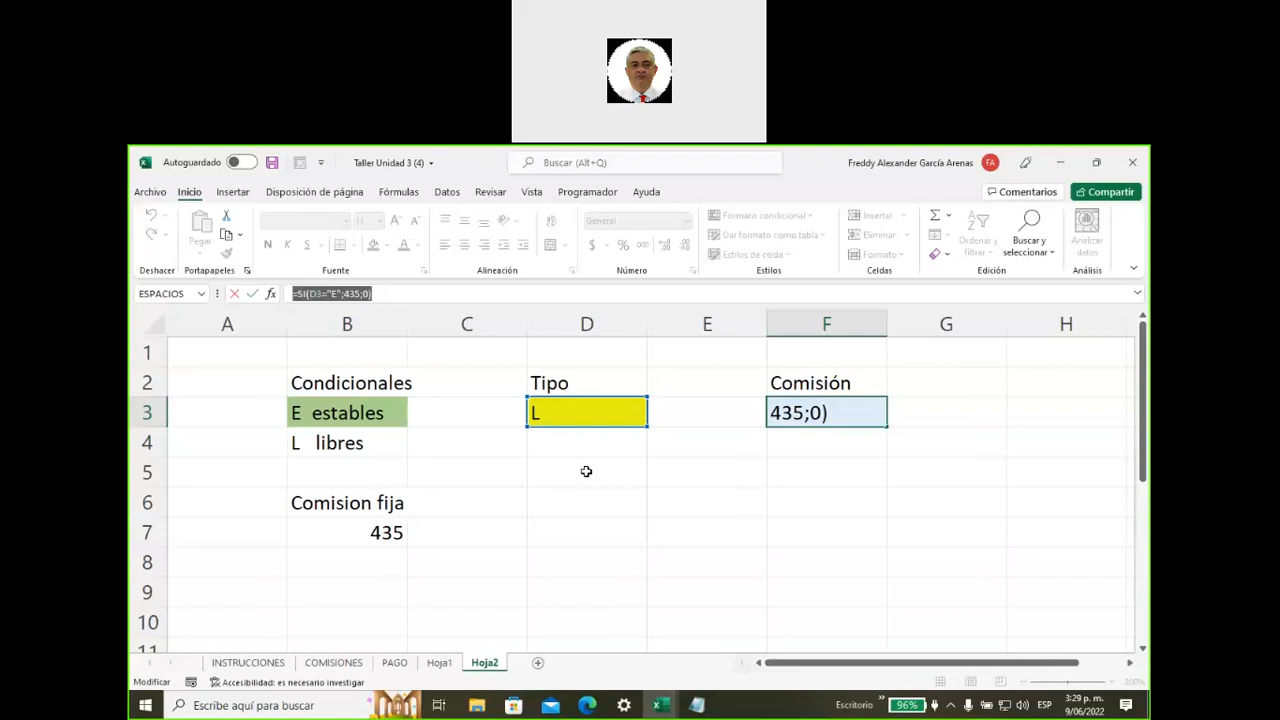 Autoguardado
Taller Unidad 3 (4)
Buscar (Alt+Q)
Freddy Alexander García Arenas
FA
Archivo Inicio Insertar Disposición de página Fórmulas Datos Revisar Vista Programador Ayuda
Comentarios
Compartir
Pegar
General
Formato condicional
Dar formato como tabla
Estilos de celda
Insertar
Eliminar
Formato
Ordenar y filtrar
Buscar y seleccionar
Analizar datos
Deshacer Portapapeles Fuente Alineación Número Estilos Celdas Edición Análisis
ESPACIOS
=SI(D3="E";435;0)
A B C D E F G H
1
2 Condicionales Tipo Comisión
3 E estables L 435;0)
4 L libres
5
6 Comision fija
7 435
8
9
10
11
INSTRUCCIONES COMISIONES PAGO Hoja1 Hoja2
Modificar
Accesibilidad: es necesario investigar
200%
Escribe aquí para buscar
Escritorio
96%
ESP
3:29 p. m.
9/06/2022